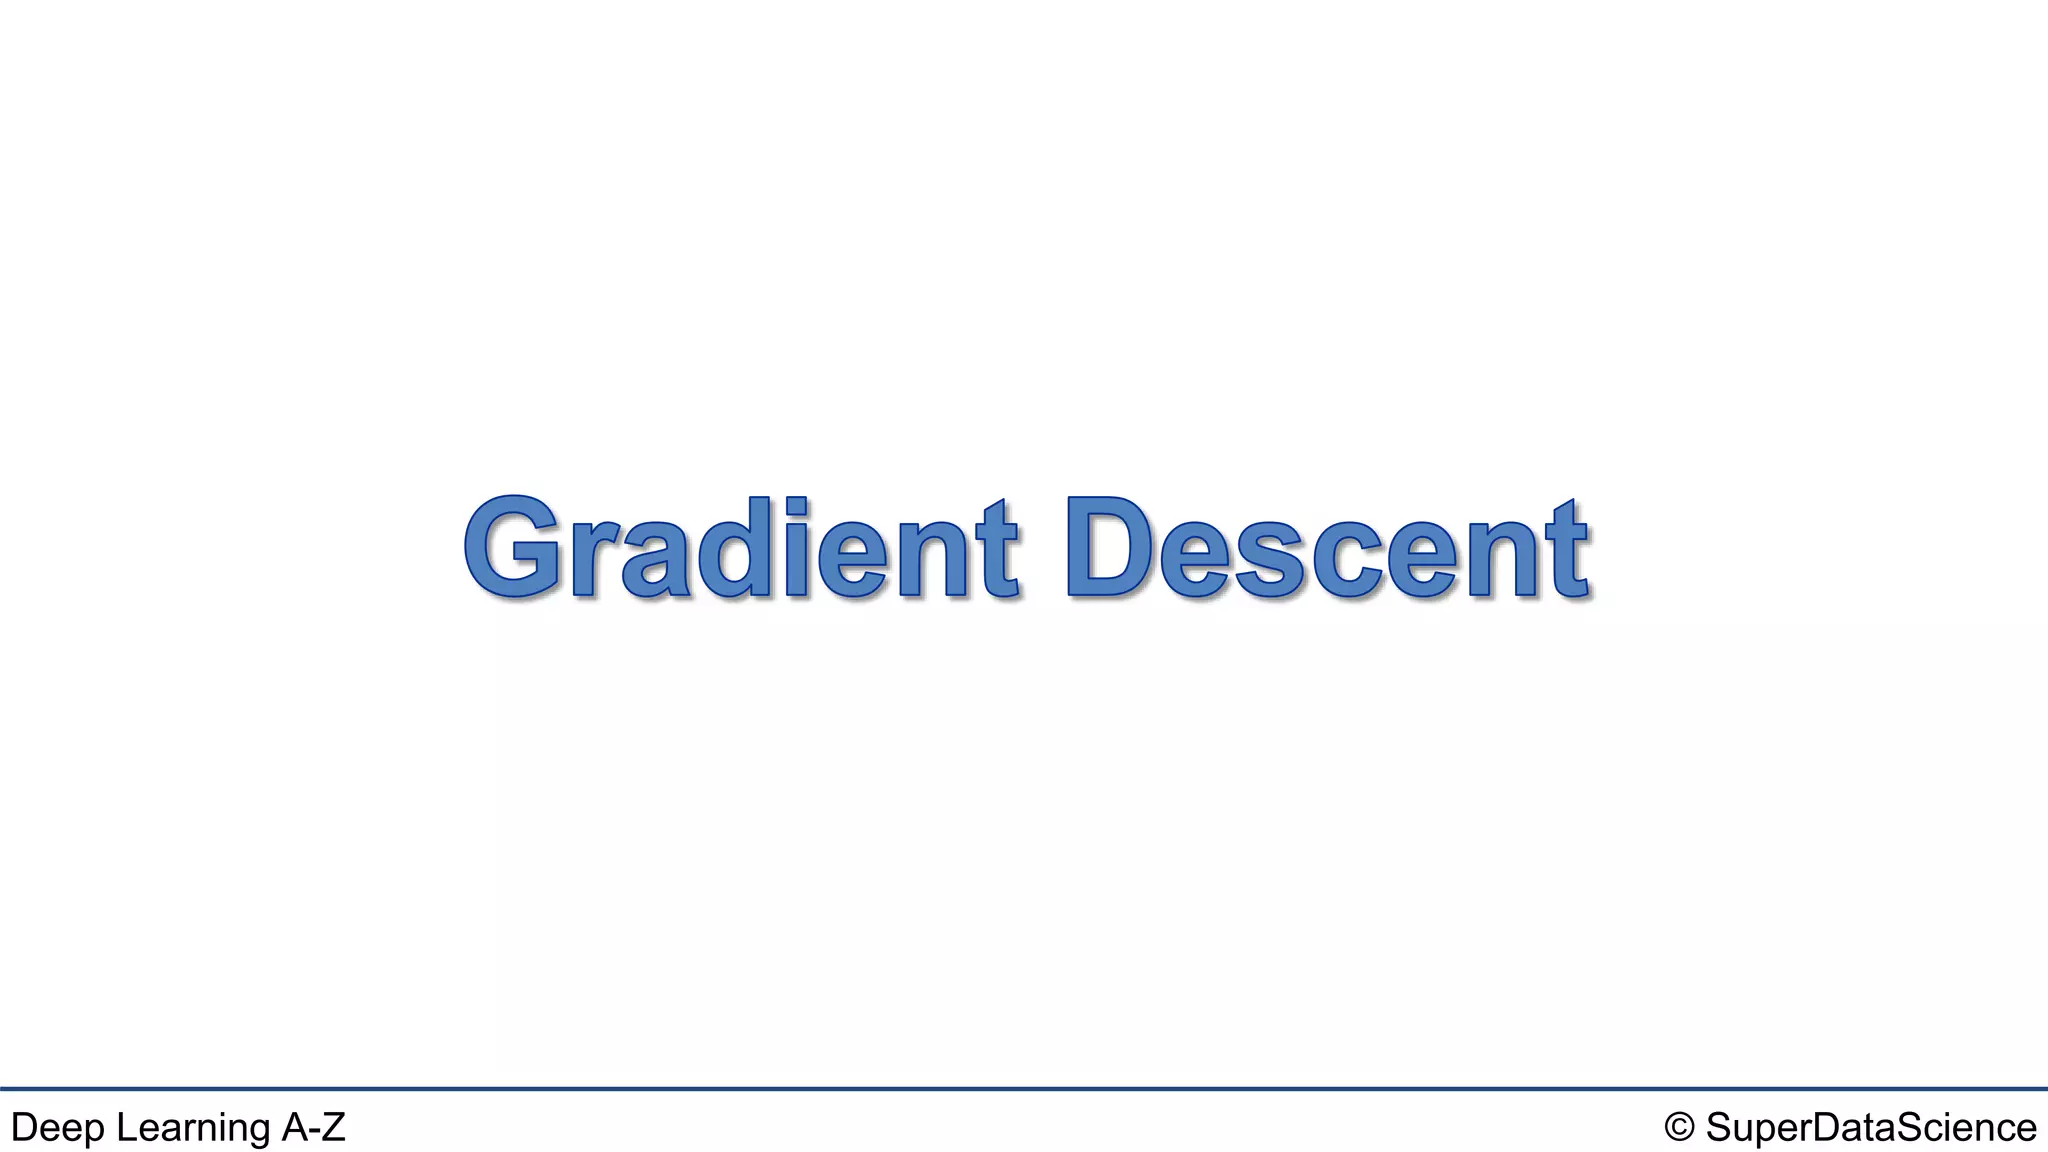 Gradient Descent
Deep Learning A-Z
© SuperDataScience